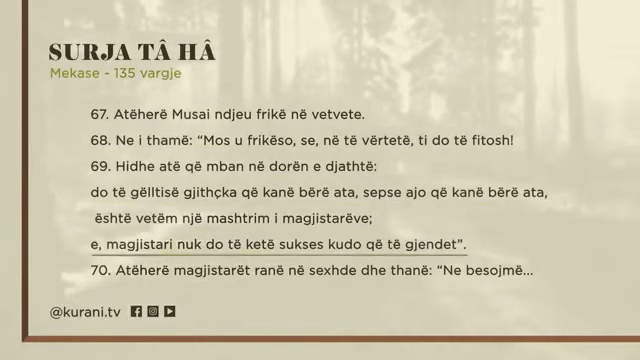 SURJA TÂ HÂ
Mekase - 135 vargje
67. Atëherë Musai ndjeu frikë në vetvete.
68. Ne i thamë: “Mos u frikëso, se, në të vërtetë, ti do të fitosh!
69. Hidhe atë që mban në dorën e djathtë:
do të gëlltisë gjithçka që kanë bërë ata, sepse ajo që kanë bërë ata,
është vetëm një mashtrim i magjistarëve;
e, magjistari nuk do të ketë sukses kudo që të gjendet”.
70. Atëherë magjistarët ranë në sexhde dhe thanë: “Ne besojmë...
@kurani.tv